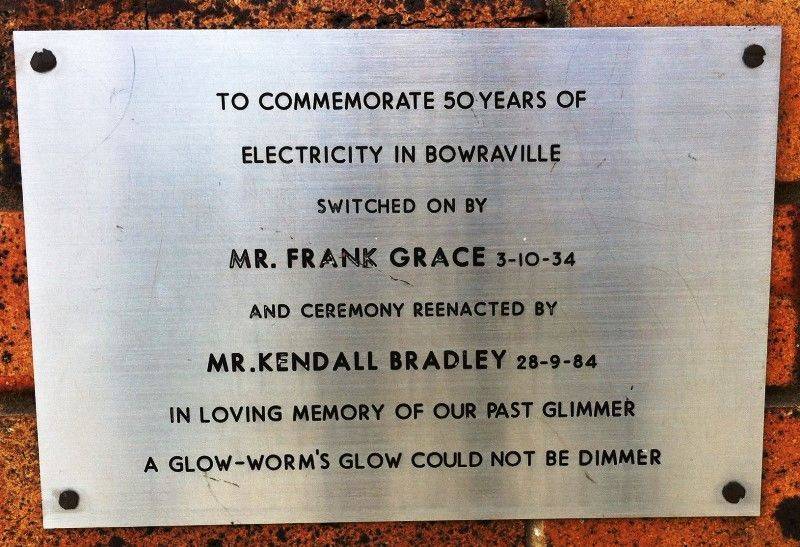 TO COMMEMORATE 50 YEARS OF
ELECTRICITY IN BOWRAVILLE
SWITCHED ON BY
MR. FRANK GRACE 3-10-34
AND CEREMONY REENACTED BY
MR.KENDALL BRADLEY 28-9-84
IN LOVING MEMORY OF OUR PAST GLIMMER
A GLOW-WORM'S GLOW COULD NOT BE DIMMER